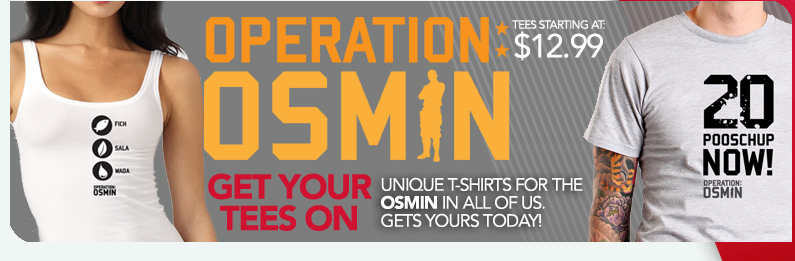 OPERATION:
OSMIN
TEES STARTING AT:
$12.99
GET YOUR
TEES ON
UNIQUE T-SHIRTS FOR THE
OSMIN IN ALL OF US.
GETS YOURS TODAY!
FICH
SALA
WADA
OPERATION:
OSMIN
20
POOSCHUP
NOW!
OPERATION:
OSMIN